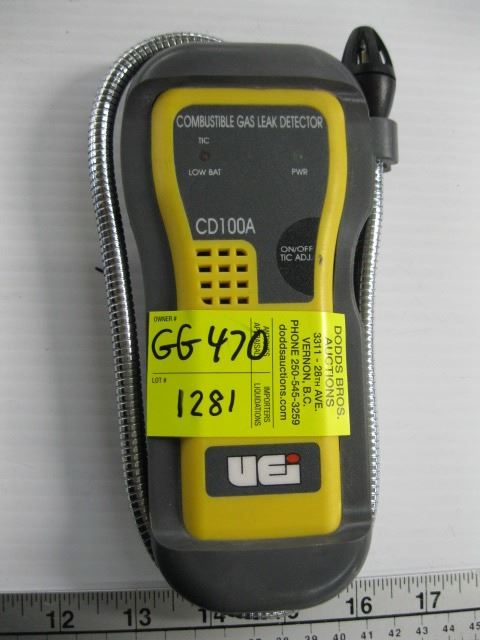 COMBUSTIBLE GAS LEAK DETECTOR
TIC
LOW BAT
PWR
CD100A
ON/OFF
TIC ADJ.
OWNER #
GG 470
LOT #
1281
APPRAISAL
IMPORTERS
LIQUIDATIONS
DODDS BROS.
AUCTIONS
3311 - 28TH AVE.
VERNON, B.C.
PHONE 250-545-3259
doddsauctions.com
UEi
12 13 14 15 16 17